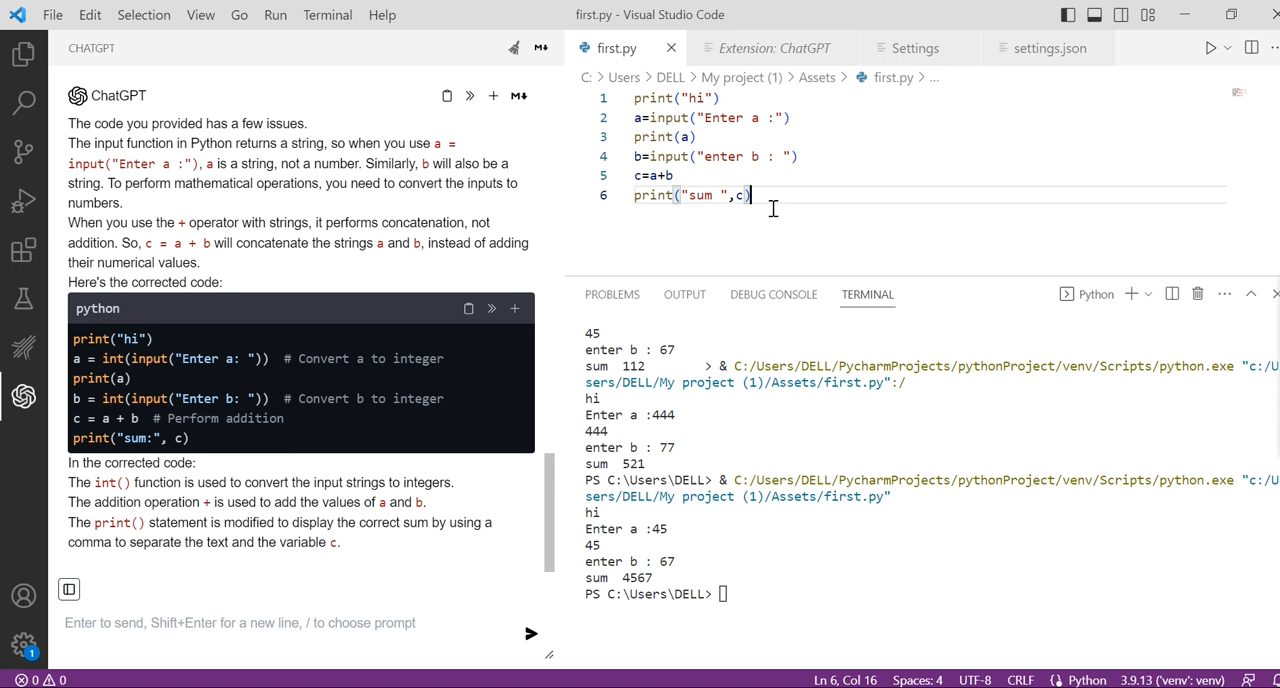 File Edit Selection View Go Run Terminal Help first.py - Visual Studio Code
CHATGPT
ChatGPT
The code you provided has a few issues.
The input function in Python returns a string, so when you use a =
input("Enter a :"), a is a string, not a number. Similarly, b will also be a
string. To perform mathematical operations, you need to convert the inputs to
numbers.
When you use the + operator with strings, it performs concatenation, not
addition. So, c = a + b will concatenate the strings a and b, instead of adding
their numerical values.
Here's the corrected code:
python
print("hi")
a = int(input("Enter a: ")) # Convert a to integer
print(a)
b = int(input("Enter b: ")) # Convert b to integer
c = a + b # Perform addition
print("sum:", c)
In the corrected code:
The int() function is used to convert the input strings to integers.
The addition operation + is used to add the values of a and b.
The print() statement is modified to display the correct sum by using a
comma to separate the text and the variable c.
Enter to send, Shift+Enter for a new line, / to choose prompt
first.py Extension: ChatGPT Settings settings.json
C: > Users > DELL > My project (1) > Assets > first.py > ...
1 print("hi")
2 a=input("Enter a :")
3 print(a)
4 b=input("enter b : ")
5 c=a+b
6 print("sum ",c)
PROBLEMS OUTPUT DEBUG CONSOLE TERMINAL Python
45
enter b : 67
sum 112 > & C:/Users/DELL/PycharmProjects/pythonProject/venv/Scripts/python.exe "c:/U
sers/DELL/My project (1)/Assets/first.py":/
hi
Enter a :444
444
enter b : 77
sum 521
PS C:\Users\DELL> & C:/Users/DELL/PycharmProjects/pythonProject/venv/Scripts/python.exe "c:/U
sers/DELL/My project (1)/Assets/first.py"
hi
Enter a :45
45
enter b : 67
sum 4567
PS C:\Users\DELL>
1
0 0 Ln 6, Col 16 Spaces: 4 UTF-8 CRLF Python 3.9.13 ('venv': venv)